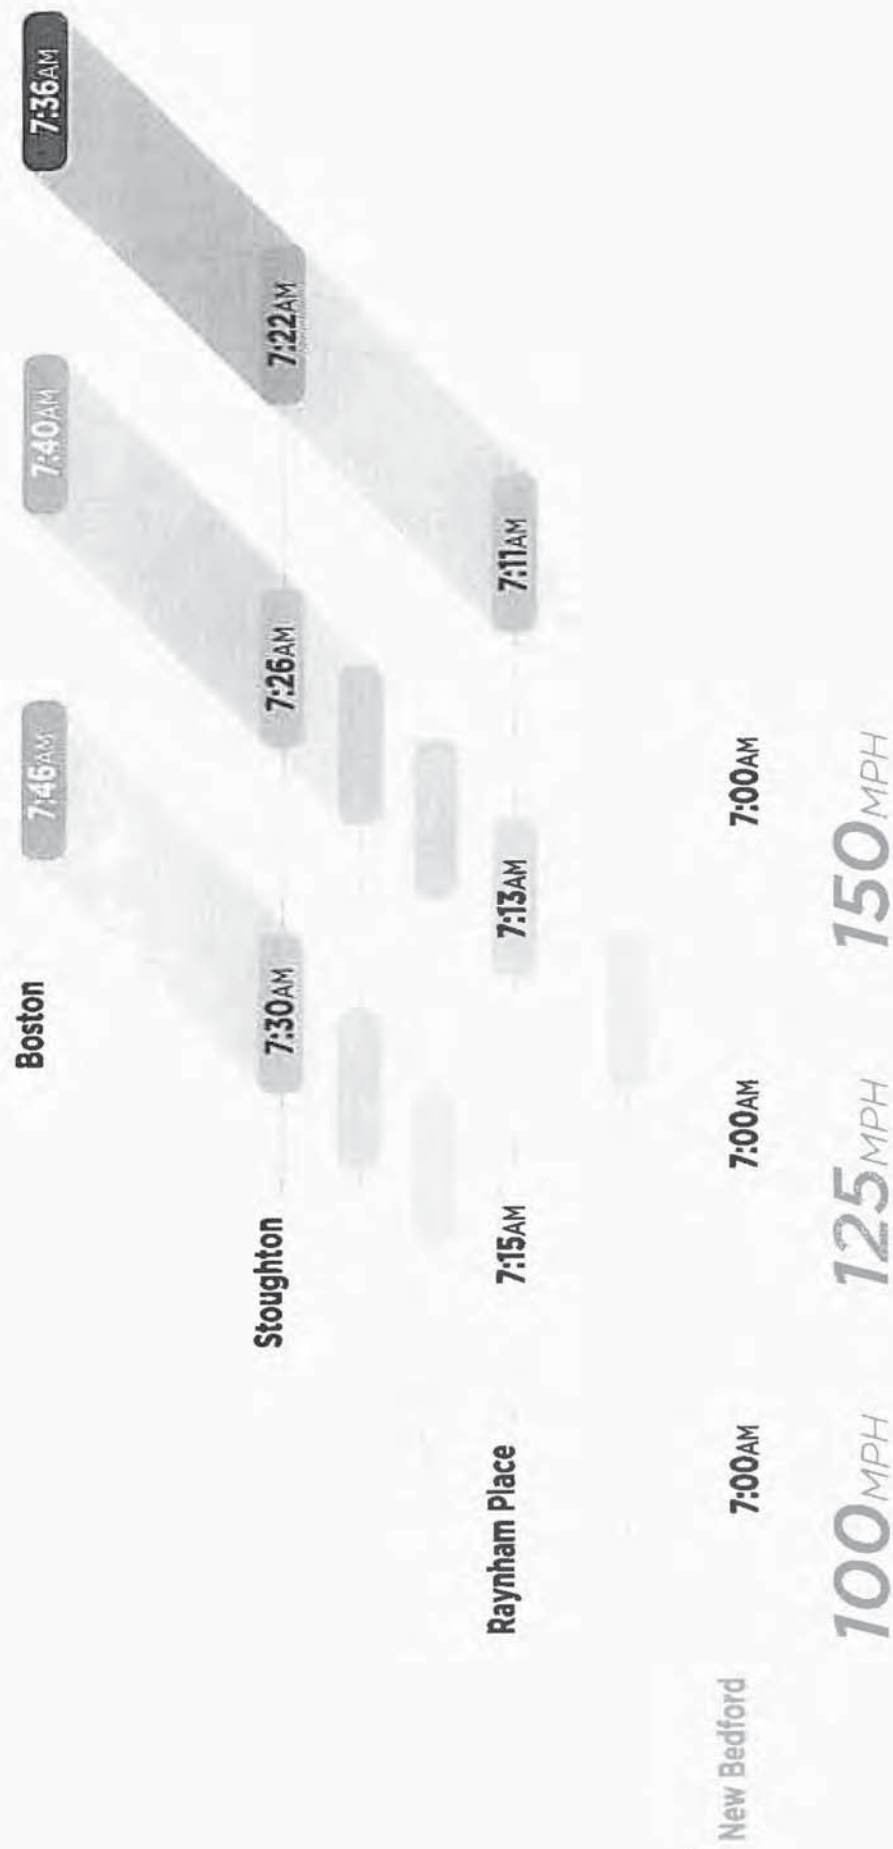 Boston 7:46AM 7:40AM 7:36AM
Stoughton 7:30AM 7:26AM 7:22AM
Raynham Place 7:15AM 7:13AM 7:11AM
New Bedford 7:00AM 7:00AM 7:00AM
100MPH 125MPH 150MPH